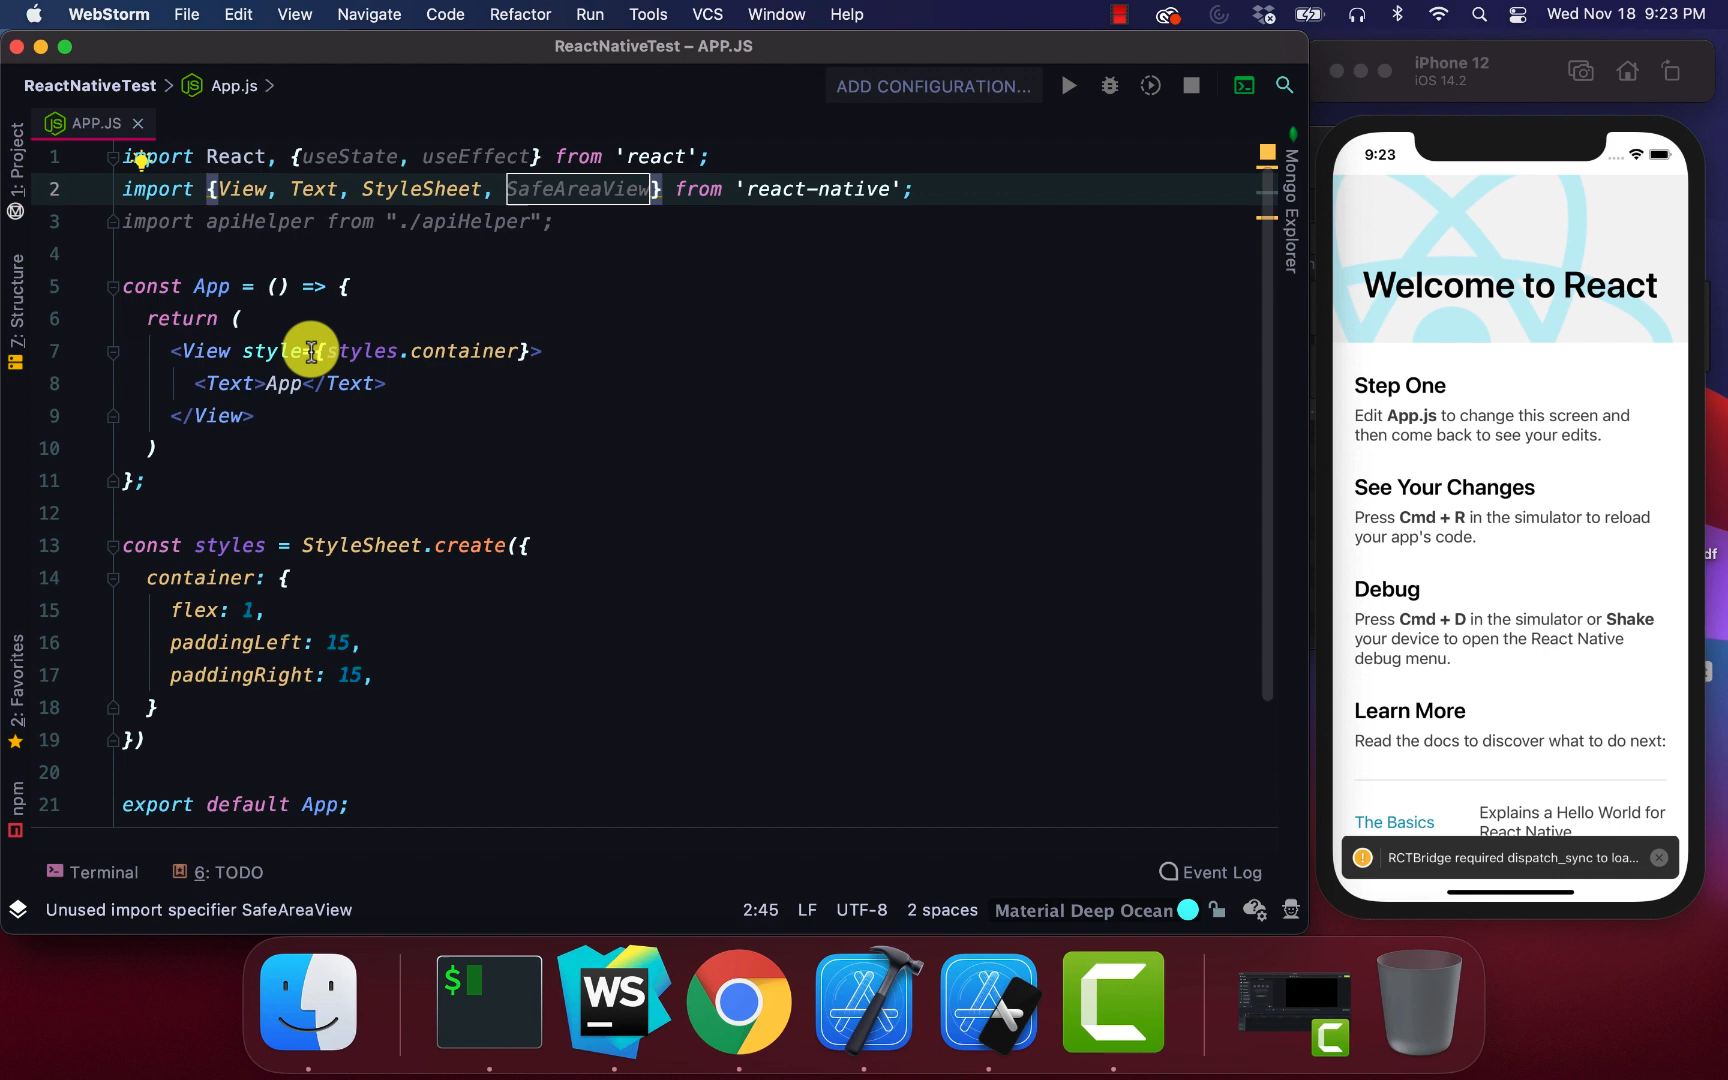 WebStorm File Edit View Navigate Code Refactor Run Tools VCS Window Help Wed Nov 18 9:23 PM
ReactNativeTest – APP.JS
ReactNativeTest > App.js >
ADD CONFIGURATION...
APP.JS
1: Project
7: Structure
2: Favorites
npm
1 import React, {useState, useEffect} from 'react';
2 import {View, Text, StyleSheet, SafeAreaView} from 'react-native';
3 import apiHelper from "./apiHelper";
4
5 const App = () => {
6 return (
7 <View style={styles.container}>
8 <Text>App</Text>
9 </View>
10 )
11 };
12
13 const styles = StyleSheet.create({
14 container: {
15 flex: 1,
16 paddingLeft: 15,
17 paddingRight: 15,
18 }
19 })
20
21 export default App;
Mongo Explorer
Terminal 6: TODO Event Log
Unused import specifier SafeAreaView 2:45 LF UTF-8 2 spaces Material Deep Ocean
iPhone 12
iOS 14.2
9:23
Welcome to React
Step One
Edit App.js to change this screen and
then come back to see your edits.
See Your Changes
Press Cmd + R in the simulator to reload
your app's code.
Debug
Press Cmd + D in the simulator or Shake
your device to open the React Native
debug menu.
Learn More
Read the docs to discover what to do next:
The Basics
Explains a Hello World for
React Native
RCTBridge required dispatch_sync to loa...
df
$
WS